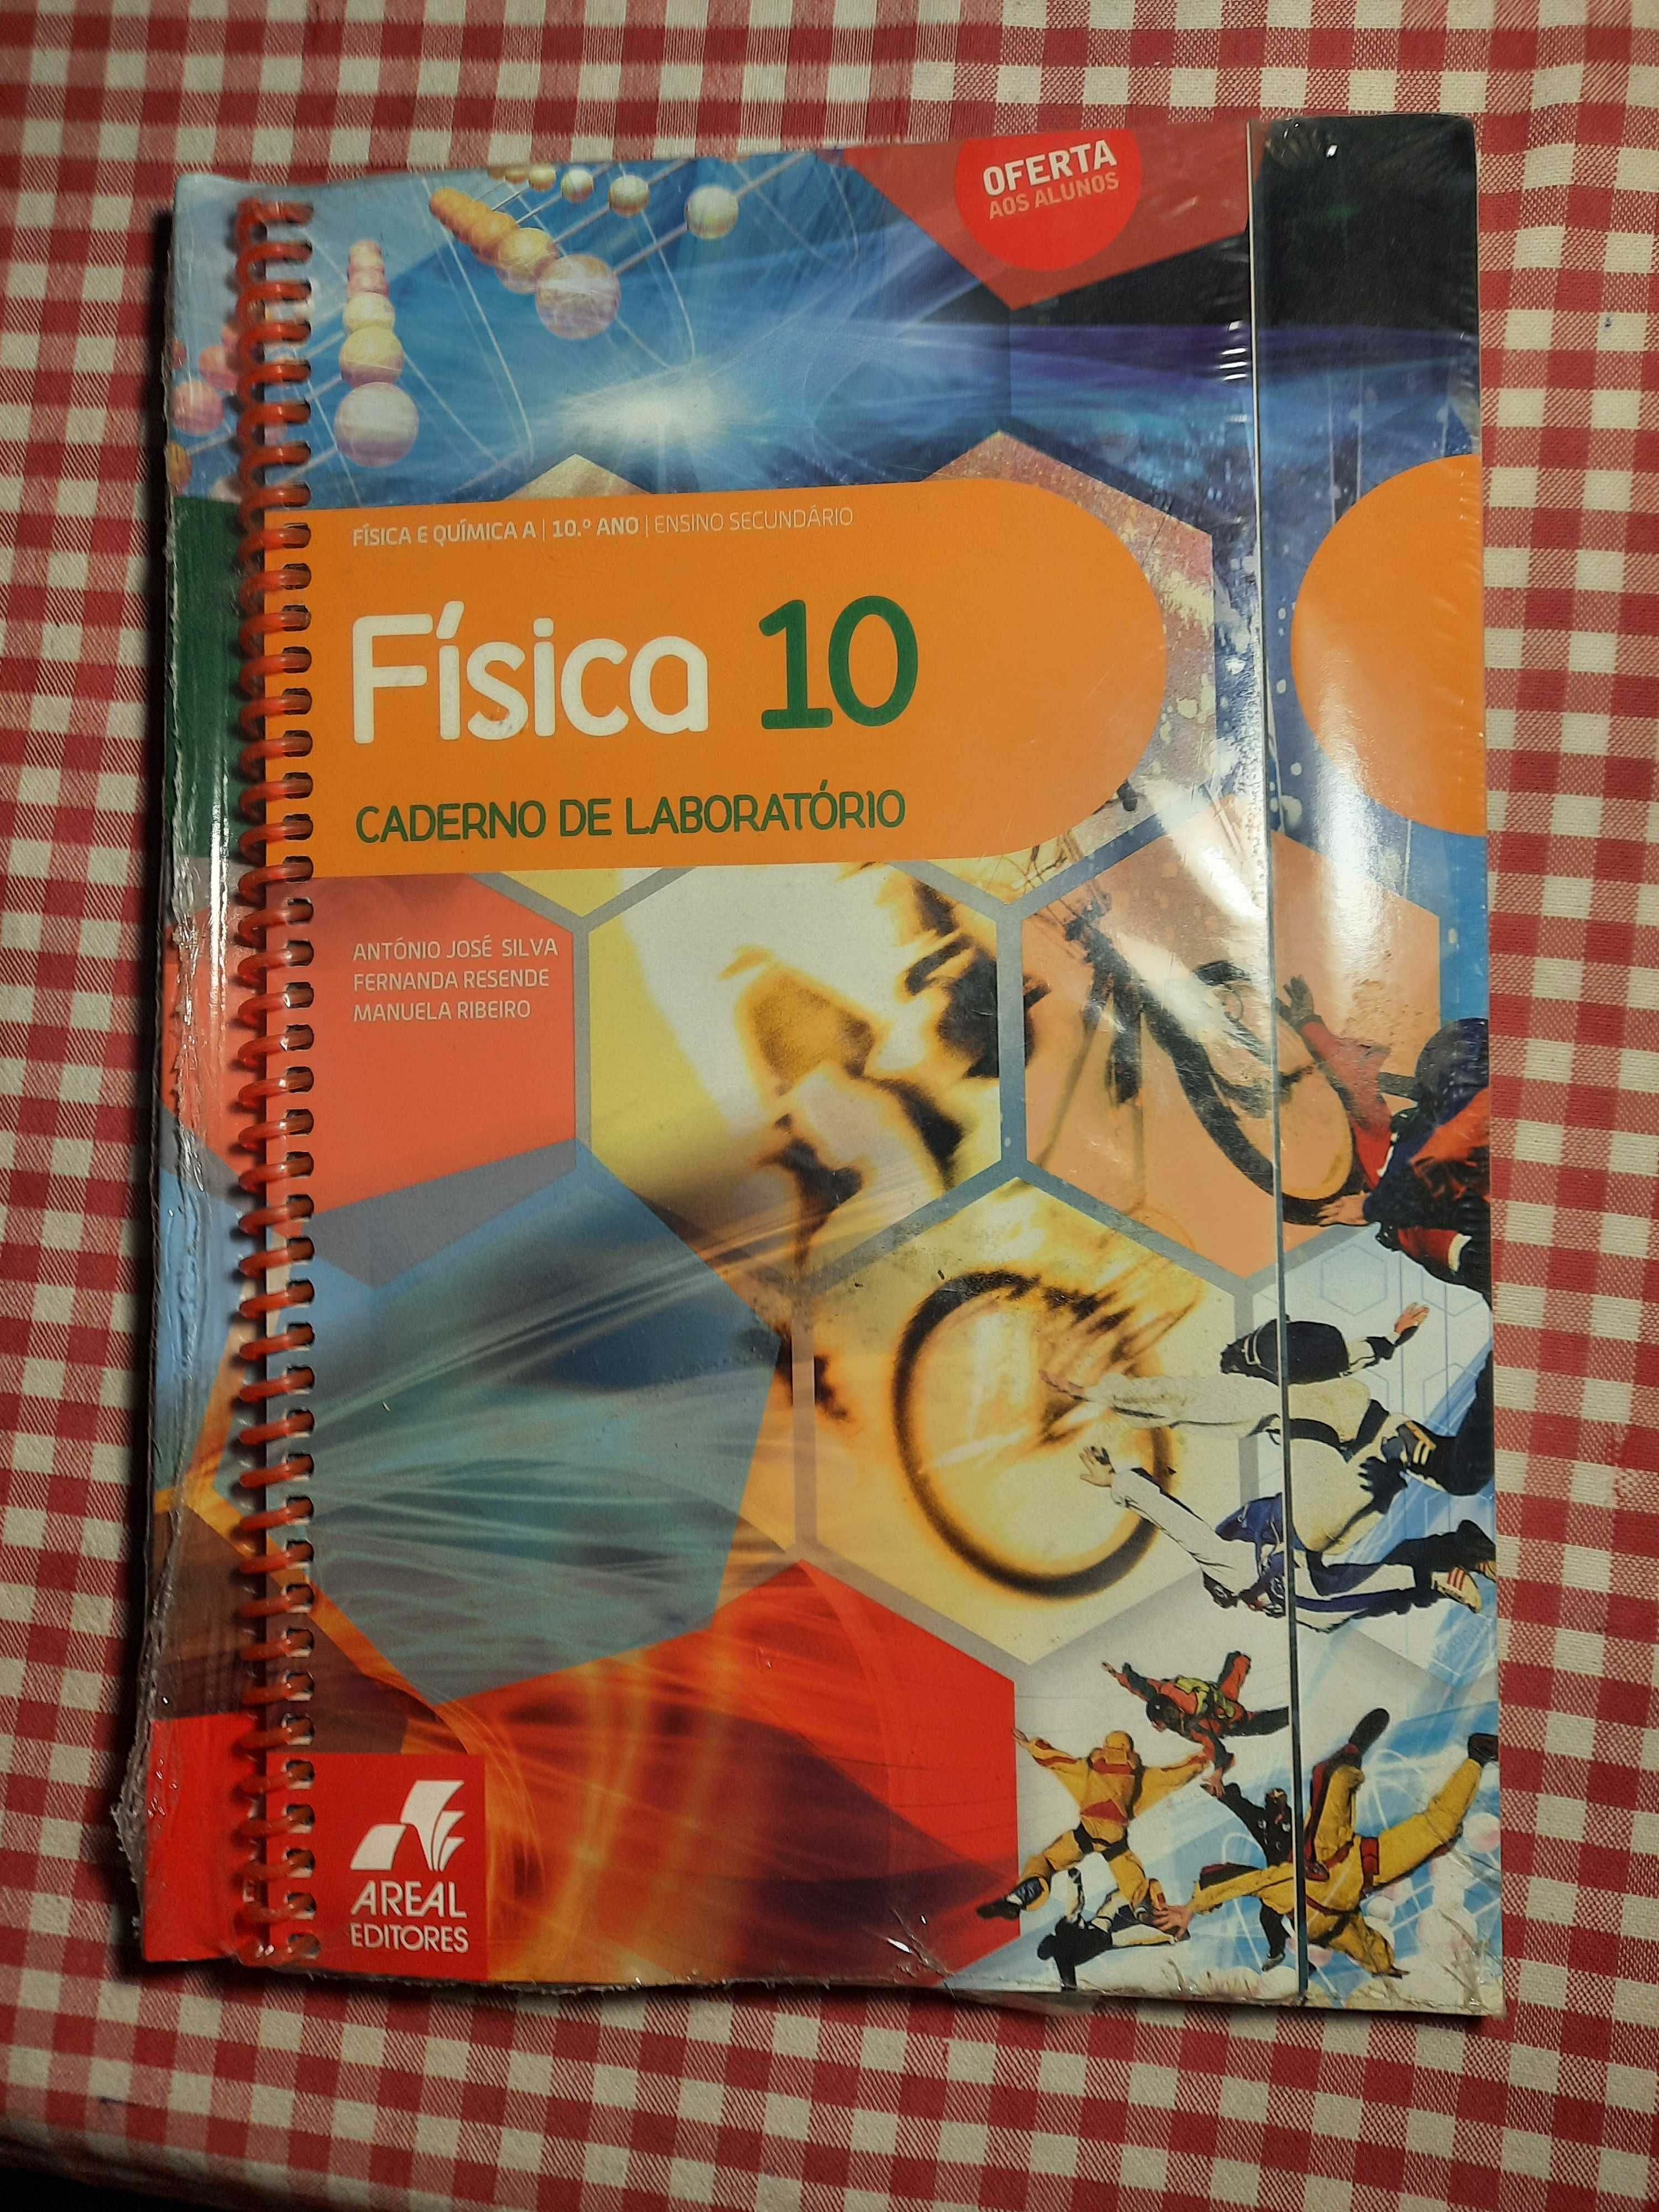 OFERTA
AOS ALUNOS
FÍSICA E QUÍMICA A | 10.º ANO | ENSINO SECUNDÁRIO
Física 10
CADERNO DE LABORATÓRIO
ANTÓNIO JOSÉ SILVA
FERNANDA RESENDE
MANUELA RIBEIRO
AREAL
EDITORES